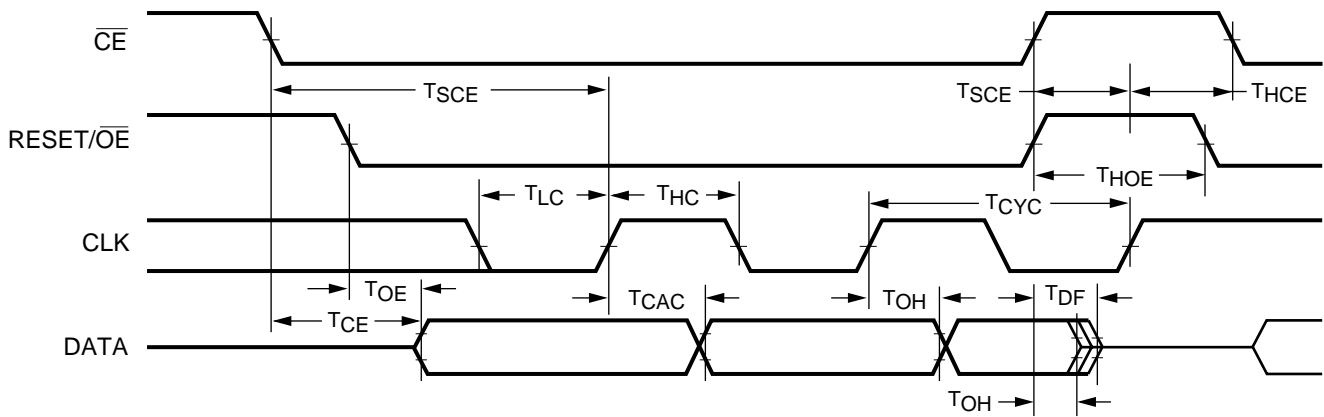 CE
TSCE
TSCE
THCE
RESET/OE
TLC
THC
THOE
TCYC
CLK
TOE
TCAC
TOH
TDF
TCE
DATA
TOH